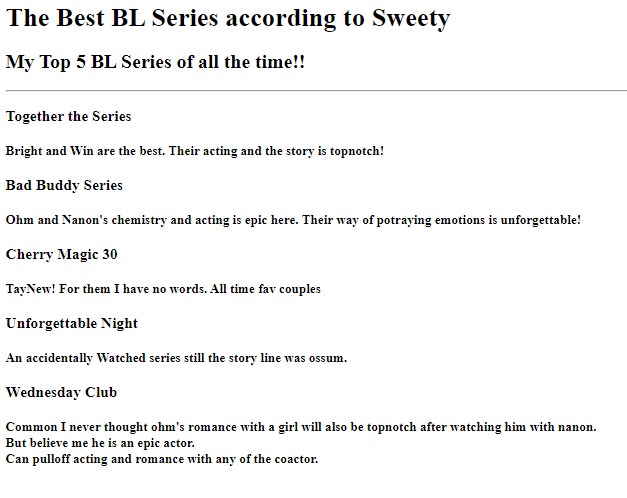 The Best BL Series according to Sweety
My Top 5 BL Series of all the time!!
Together the Series
Bright and Win are the best. Their acting and the story is topnotch!
Bad Buddy Series
Ohm and Nanon's chemistry and acting is epic here. Their way of potraying emotions is unforgettable!
Cherry Magic 30
TayNew! For them I have no words. All time fav couples
Unforgettable Night
An accidentally Watched series still the story line was ossum.
Wednesday Club
Common I never thought ohm's romance with a girl will also be topnotch after watching him with nanon.
But believe me he is an epic actor.
Can pulloff acting and romance with any of the coactor.